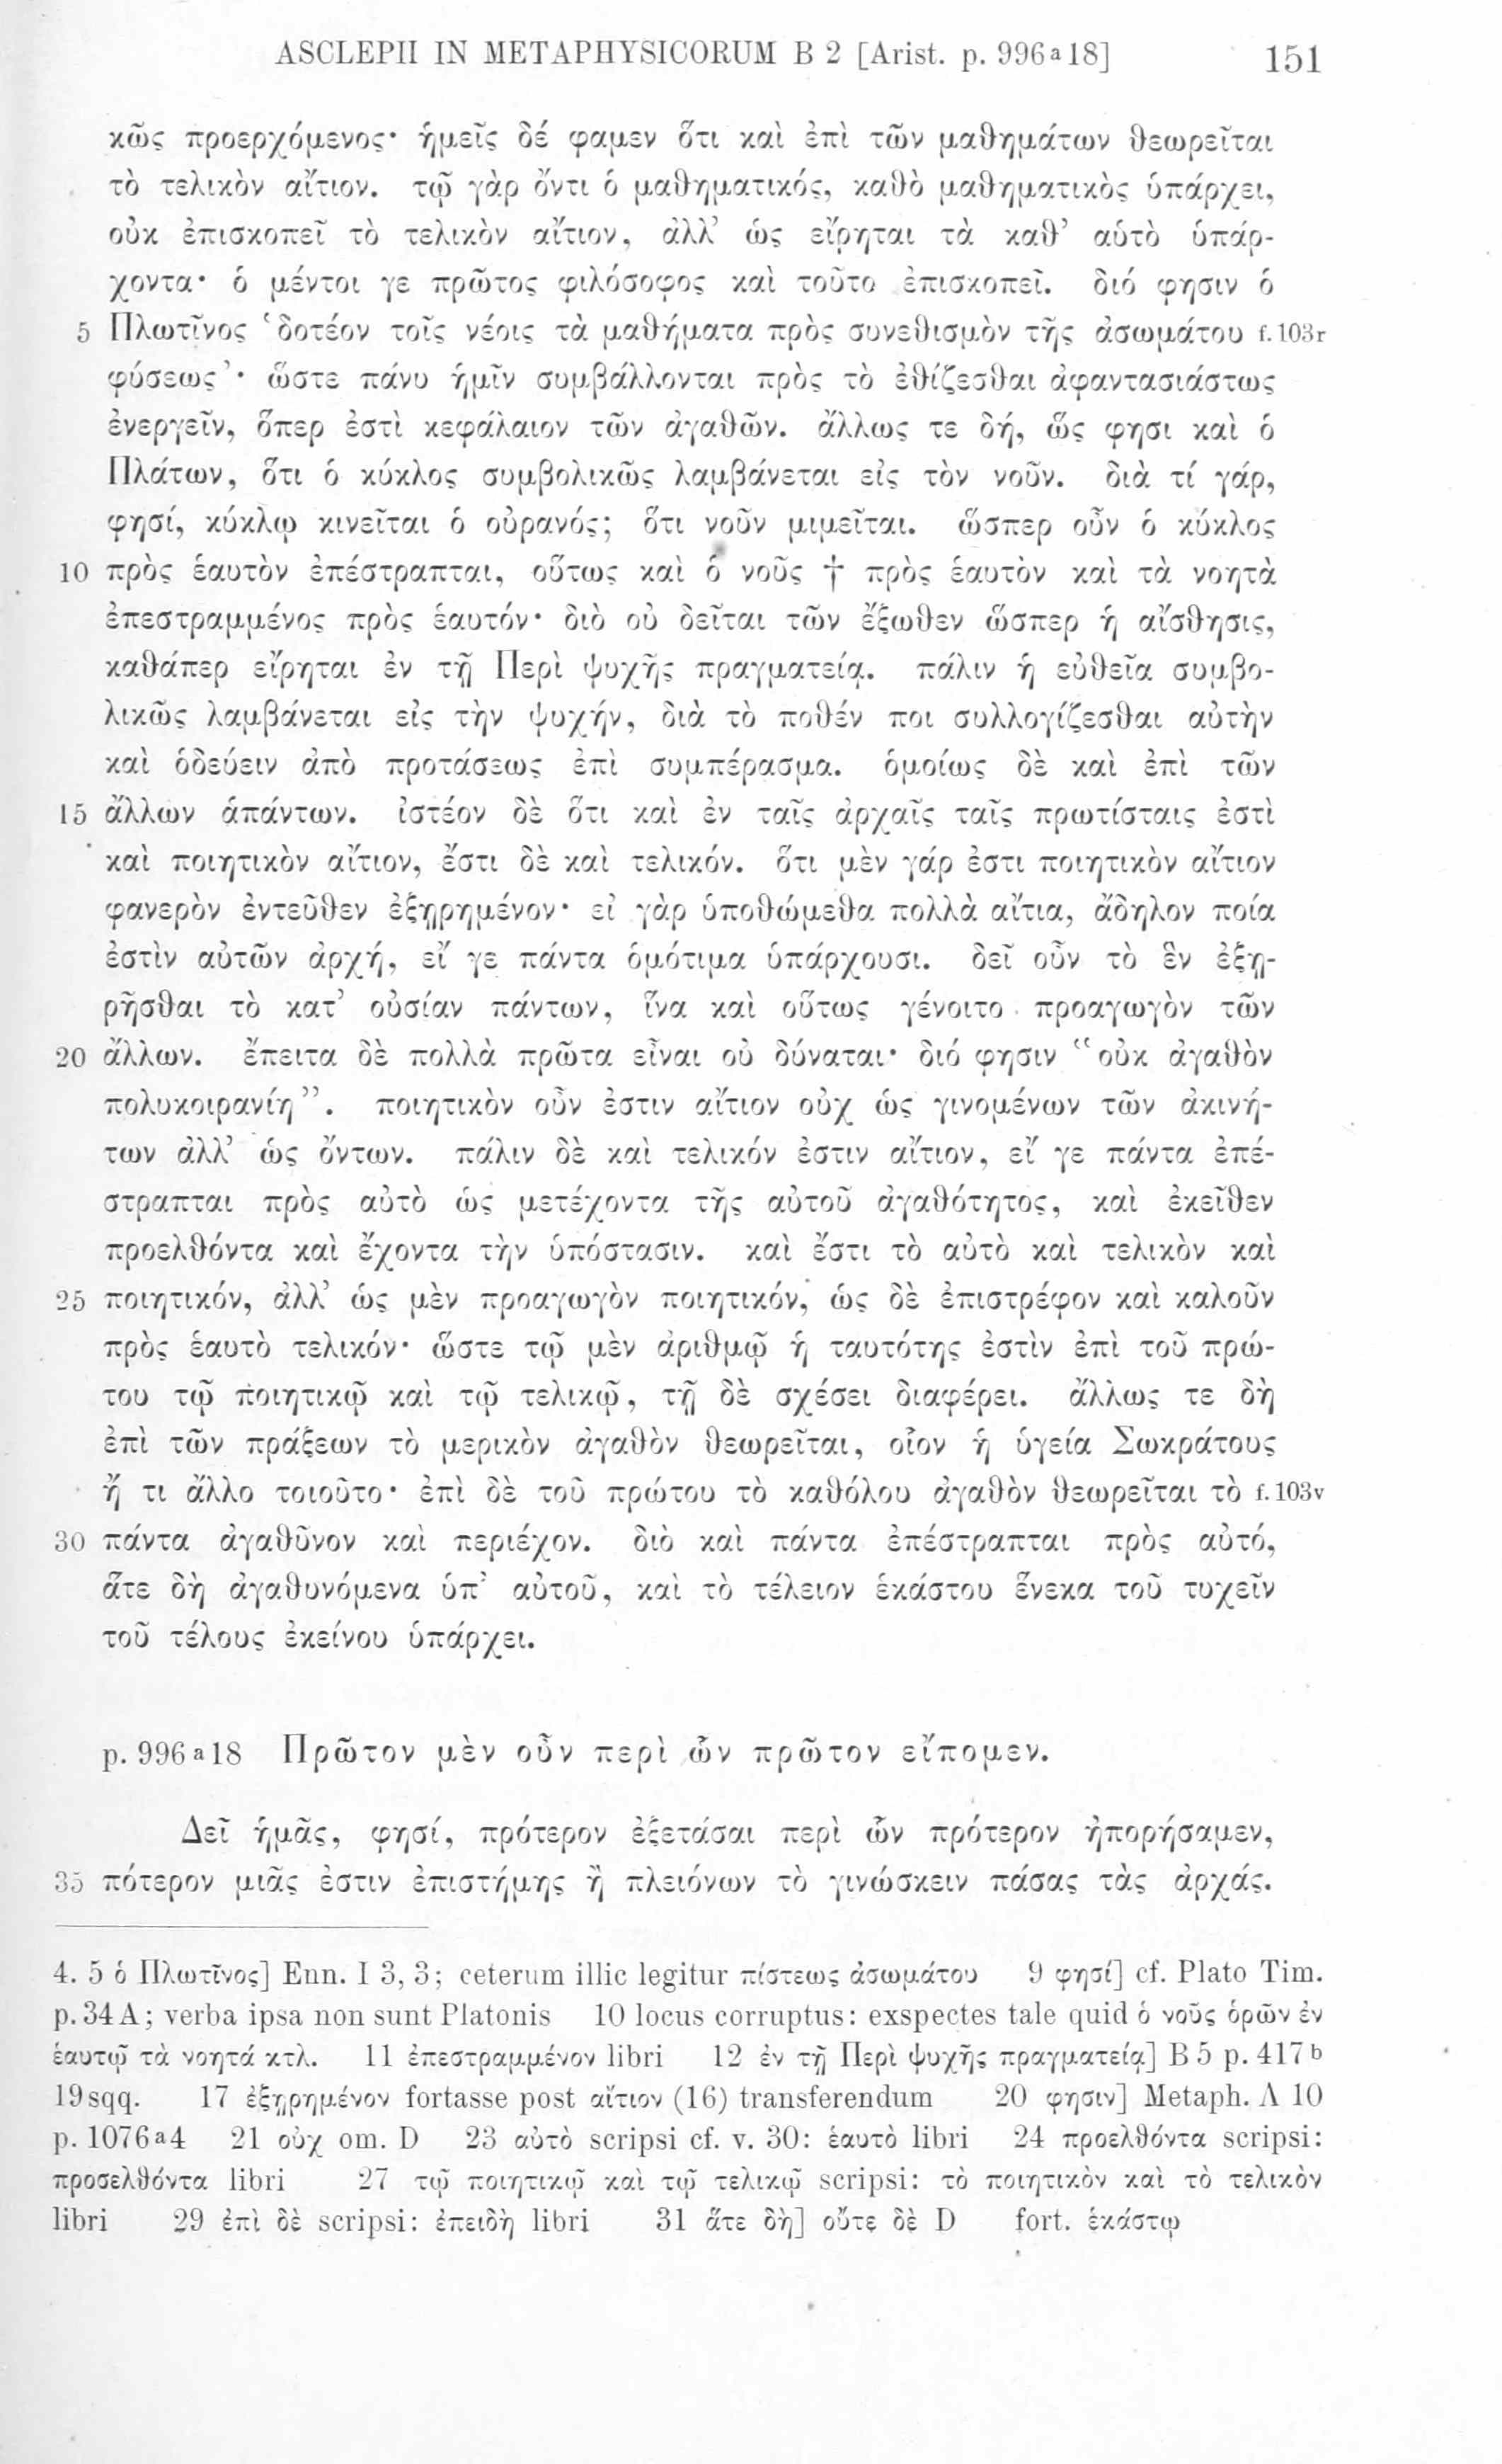 ASCLEPII IN METAPHYSICORUM B 2 [Arist. p. 996a18] 151
κῶς προερχόμενος· ἡμεῖς δέ φαμεν ὅτι καὶ ἐπὶ τῶν μαθημάτων θεωρεῖται
τὸ τελικὸν αἴτιον. τῷ γὰρ ὄντι ὁ μαθηματικός, καθὸ μαθηματικὸς ὑπάρχει,
οὐκ ἐπισκοπεῖ τὸ τελικὸν αἴτιον, ἀλλ’ ὡς εἴρηται τὰ καθ’ αὑτὸ ὑπάρ-
χοντα· ὁ μέντοι γε πρῶτος φιλόσοφος καὶ τοῦτο ἐπισκοπεῖ. διό φησιν ὁ
5 Πλωτῖνος ‘δοτέον τοῖς νέοις τὰ μαθήματα πρὸς συνεθισμὸν τῆς ἀσωμάτου f. 103r
φύσεως’· ὥστε πάνυ ἡμῖν συμβάλλονται πρὸς τὸ ἐθίζεσθαι ἀφαντασιάστως
ἐνεργεῖν, ὅπερ ἐστὶ κεφάλαιον τῶν ἀγαθῶν. ἄλλως τε δή, ὥς φησι καὶ ὁ
Πλάτων, ὅτι ὁ κύκλος συμβολικῶς λαμβάνεται εἰς τὸν νοῦν. διὰ τί γάρ,
φησί, κύκλῳ κινεῖται ὁ οὐρανός; ὅτι νοῦν μιμεῖται. ὥσπερ οὖν ὁ κύκλος
10 πρὸς ἑαυτὸν ἐπέστραπται, οὕτως καὶ ὁ νοῦς † πρὸς ἑαυτὸν καὶ τὰ νοητὰ
ἐπεστραμμένος πρὸς ἑαυτόν· διὸ οὐ δεῖται τῶν ἔξωθεν ὥσπερ ἡ αἴσθησις,
καθάπερ εἴρηται ἐν τῇ Περὶ ψυχῆς πραγματείᾳ. πάλιν ἡ εὐθεῖα συμβο-
λικῶς λαμβάνεται εἰς τὴν ψυχήν, διὰ τὸ ποθέν ποι συλλογίζεσθαι αὐτὴν
καὶ ὁδεύειν ἀπὸ προτάσεως ἐπὶ συμπέρασμα. ὁμοίως δὲ καὶ ἐπὶ τῶν
15 ἄλλων ἁπάντων. ἰστέον δὲ ὅτι καὶ ἐν ταῖς ἀρχαῖς ταῖς πρωτίσταις ἐστὶ
καὶ ποιητικὸν αἴτιον, ἔστι δὲ καὶ τελικόν. ὅτι μὲν γάρ ἐστι ποιητικὸν αἴτιον
φανερὸν ἐντεῦθεν ἐξῃρημένον· εἰ γὰρ ὑποθώμεθα πολλὰ αἴτια, ἄδηλον ποία
ἐστὶν αὐτῶν ἀρχή, εἴ γε πάντα ὁμότιμα ὑπάρχουσι. δεῖ οὖν τὸ ἓν ἐξῃ-
ρῆσθαι τὸ κατ’ οὐσίαν πάντων, ἵνα καὶ οὕτως γένοιτο προαγωγὸν τῶν
20 ἄλλων. ἔπειτα δὲ πολλὰ πρῶτα εἶναι οὐ δύναται· διό φησιν “οὐκ ἀγαθὸν
πολυκοιρανίη”. ποιητικὸν οὖν ἐστιν αἴτιον οὐχ ὡς γινομένων τῶν ἀκινή-
των ἀλλ’ ὡς ὄντων. πάλιν δὲ καὶ τελικόν ἐστιν αἴτιον, εἴ γε πάντα ἐπέ-
στραπται πρὸς αὐτὸ ὡς μετέχοντα τῆς αὐτοῦ ἀγαθότητος, καὶ ἐκεῖθεν
προελθόντα καὶ ἔχοντα τὴν ὑπόστασιν. καὶ ἔστι τὸ αὐτὸ καὶ τελικὸν καὶ
25 ποιητικόν, ἀλλ’ ὡς μὲν προαγωγὸν ποιητικόν, ὡς δὲ ἐπιστρέφον καὶ καλοῦν
πρὸς ἑαυτὸ τελικόν· ὥστε τῷ μὲν ἀριθμῷ ἡ ταυτότης ἐστὶν ἐπὶ τοῦ πρώ-
του τῷ ποιητικῷ καὶ τῷ τελικῷ, τῇ δὲ σχέσει διαφέρει. ἄλλως τε δὴ
ἐπὶ τῶν πράξεων τὸ μερικὸν ἀγαθὸν θεωρεῖται, οἷον ἡ ὑγεία Σωκράτους
ἤ τι ἄλλο τοιοῦτο· ἐπὶ δὲ τοῦ πρώτου τὸ καθόλου ἀγαθὸν θεωρεῖται τὸ f. 103v
30 πάντα ἀγαθῦνον καὶ περιέχον. διὸ καὶ πάντα ἐπέστραπται πρὸς αὐτό,
ἅτε δὴ ἀγαθυνόμενα ὑπ’ αὐτοῦ, καὶ τὸ τέλειον ἑκάστου ἕνεκα τοῦ τυχεῖν
τοῦ τέλους ἐκείνου ὑπάρχει.
p. 996a18 Πρῶτον μὲν οὖν περὶ ὧν πρῶτον εἴπομεν.
Δεῖ ἡμᾶς, φησί, πρότερον ἐξετάσαι περὶ ὧν πρότερον ἠπορήσαμεν,
35 πότερον μιᾶς ἐστιν ἐπιστήμης ἢ πλειόνων τὸ γινώσκειν πάσας τὰς ἀρχάς.
4. 5 ὁ Πλωτῖνος] Enn. I 3, 3; ceterum illic legitur πίστεως ἀσωμάτου 9 φησί] cf. Plato Tim.
p. 34 A; verba ipsa non sunt Platonis 10 locus corruptus: exspectes tale quid ὁ νοῦς ὁρῶν ἐν
ἑαυτῷ τὰ νοητά κτλ. 11 ἐπεστραμμένον libri 12 ἐν τῇ Περὶ ψυχῆς πραγματείᾳ] B 5 p. 417b
19 sqq. 17 ἐξῃρημένον fortasse post αἴτιον (16) transferendum 20 φησιν] Metaph. Λ 10
p. 1076a4 21 οὐχ om. D 23 αὐτὸ scripsi cf. v. 30: ἑαυτὸ libri 24 προελθόντα scripsi:
προσελθόντα libri 27 τῷ ποιητικῷ καὶ τῷ τελικῷ scripsi: τὸ ποιητικὸν καὶ τὸ τελικὸν
libri 29 ἐπὶ δὲ scripsi: ἐπειδὴ libri 31 ἅτε δὴ] οὔτε δὲ D fort. ἑκάστῳ